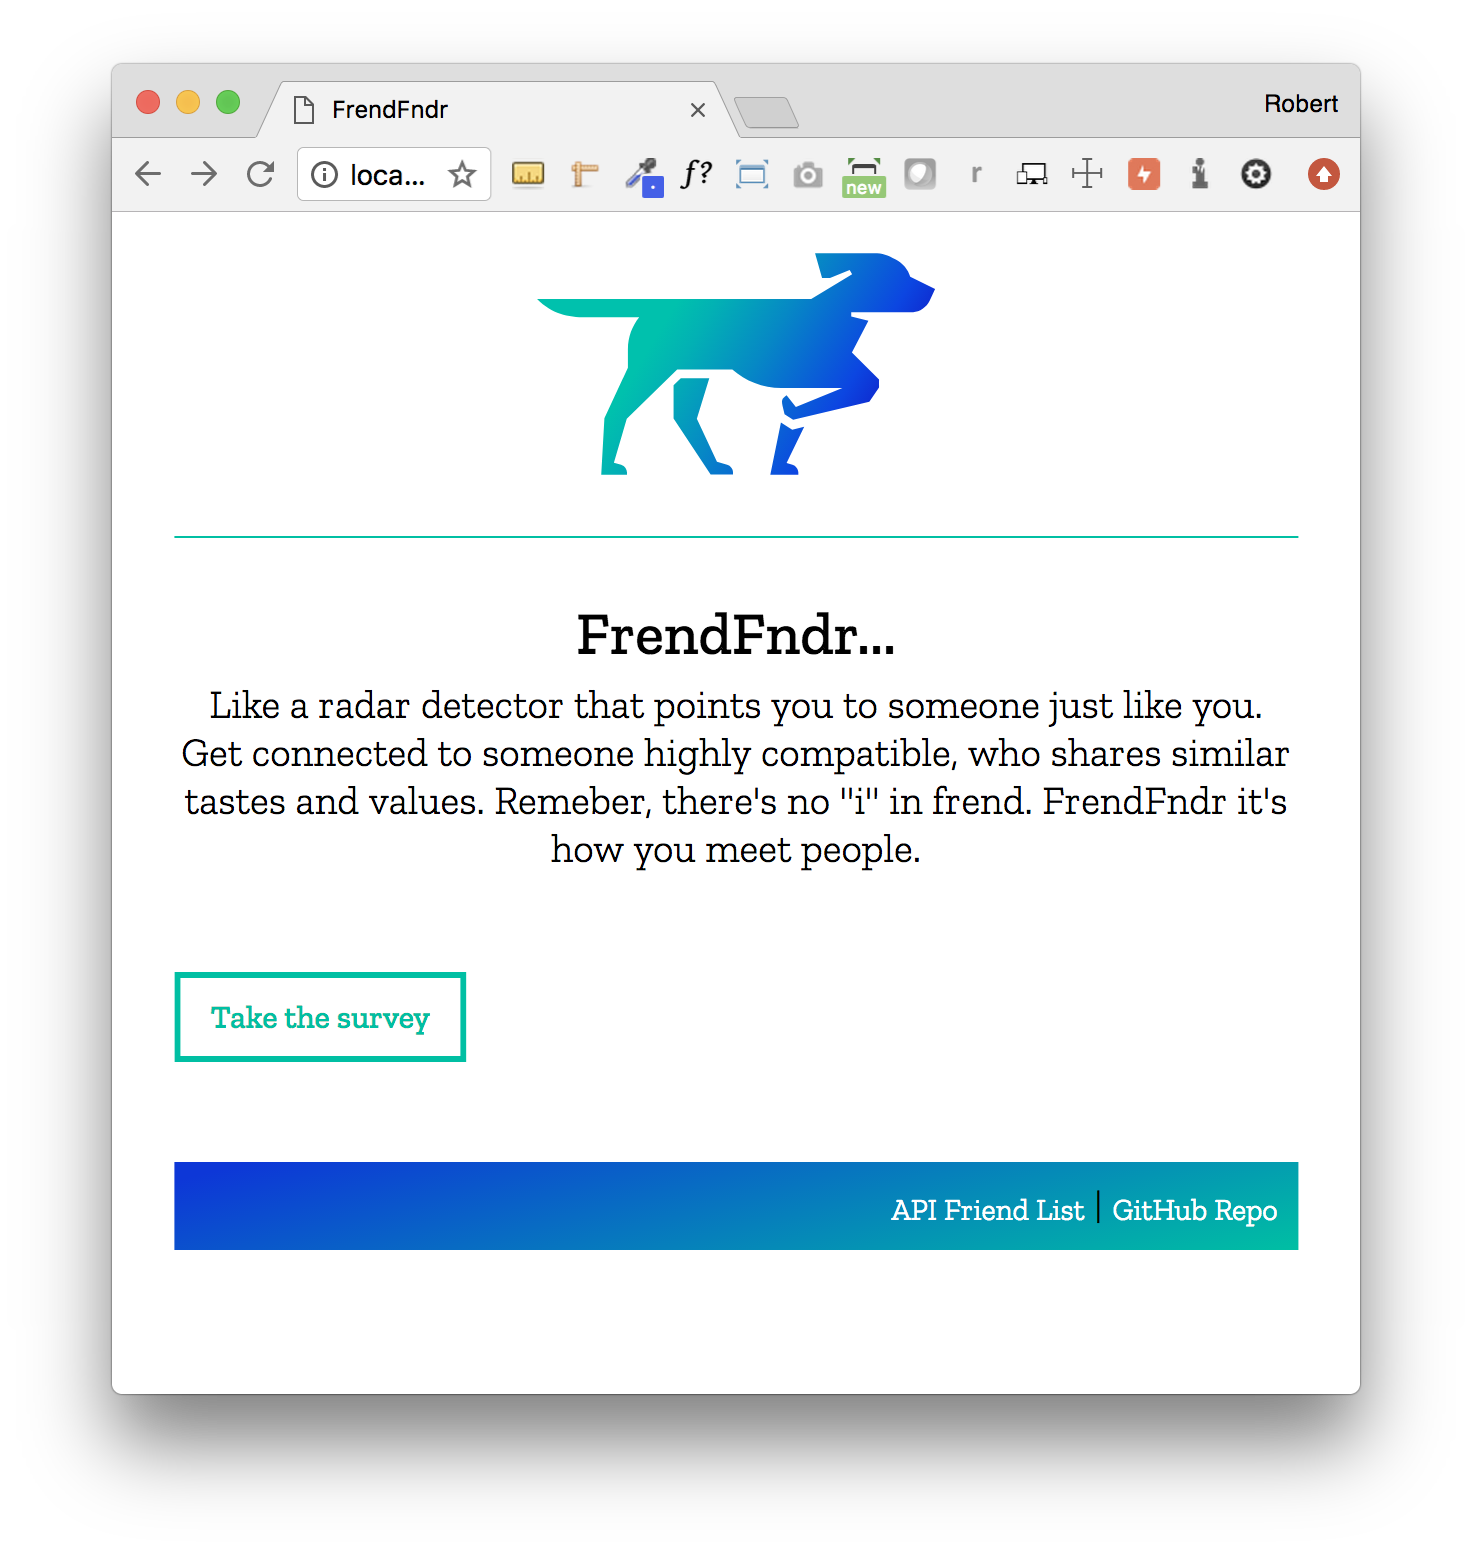 FrendFndr
Robert
loca...
f?
new
r
FrendFndr...
Like a radar detector that points you to someone just like you.
Get connected to someone highly compatible, who shares similar
tastes and values. Remeber, there's no "i" in frend. FrendFndr it's
how you meet people.
Take the survey
API Friend List | GitHub Repo